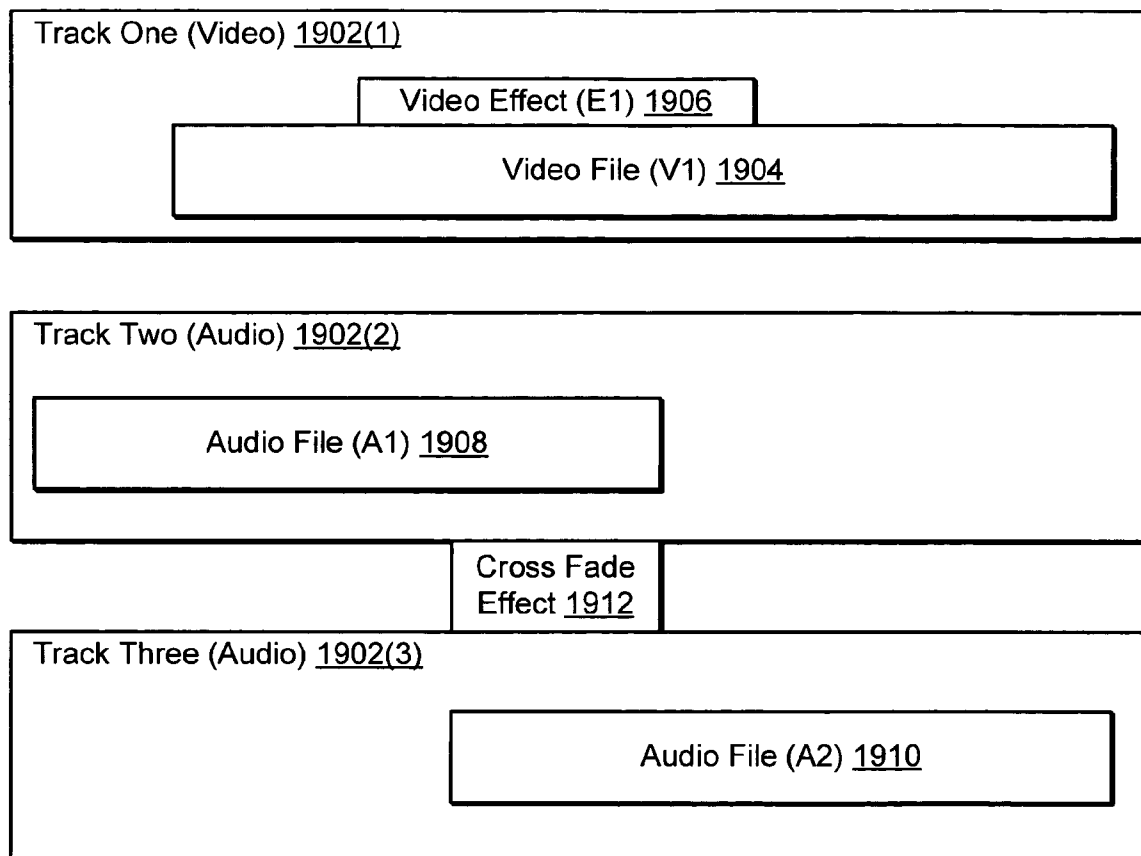 Track One (Video) 1902(1)
Video Effect (E1) 1906
Video File (V1) 1904
Track Two (Audio) 1902(2)
Audio File (A1) 1908
Cross Fade
Effect 1912
Track Three (Audio) 1902(3)
Audio File (A2) 1910